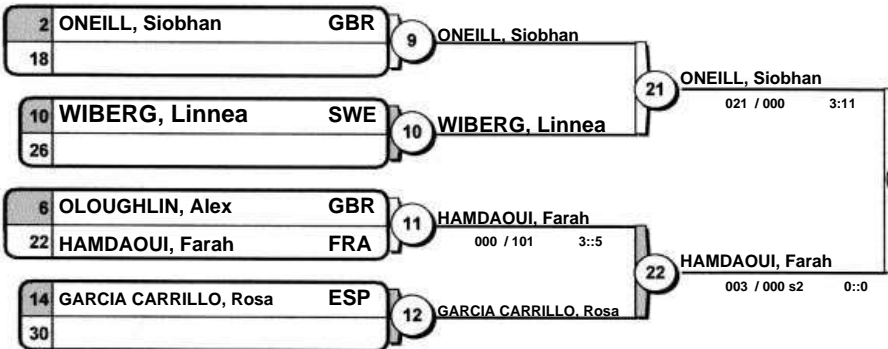 2 ONEILL, Siobhan GBR
18
9
ONEILL, Siobhan
10 WIBERG, Linnea SWE
26
10
WIBERG, Linnea
21
ONEILL, Siobhan
021 / 000 3:11
6 OLOUGHLIN, Alex GBR
22 HAMDAOUI, Farah FRA
11
HAMDAOUI, Farah
000 / 101 3::5
14 GARCIA CARRILLO, Rosa ESP
30
12
GARCIA CARRILLO, Rosa
22
HAMDAOUI, Farah
003 / 000 s2 0::0